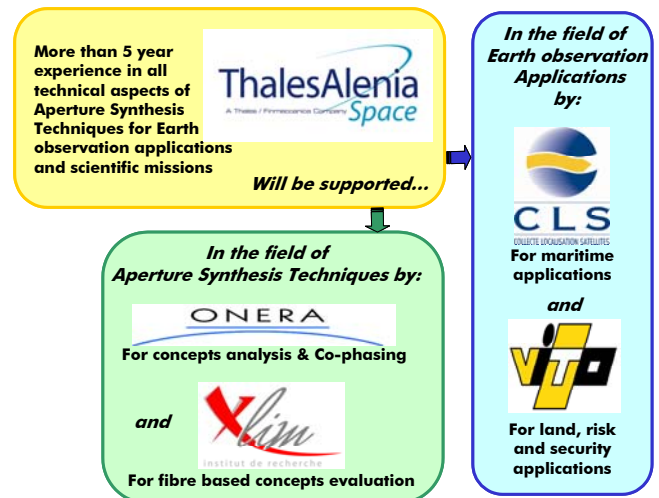 More than 5 year
experience in all
technical aspects of
Aperture Synthesis
Techniques for Earth
observation applications
and scientific missions
ThalesAlenia
A Thales / Finmeccanica Company
Space
Will be supported...
In the field of
Aperture Synthesis Techniques by:
ONERA
For concepts analysis & Co-phasing
and
Xlim
institut de recherche
For fibre based concepts evaluation
In the field of
Earth observation
Applications
by:
CLS
COLLECTE LOCALISATION SATELLITES
For maritime
applications
and
VITO
For land, risk
and security
applications